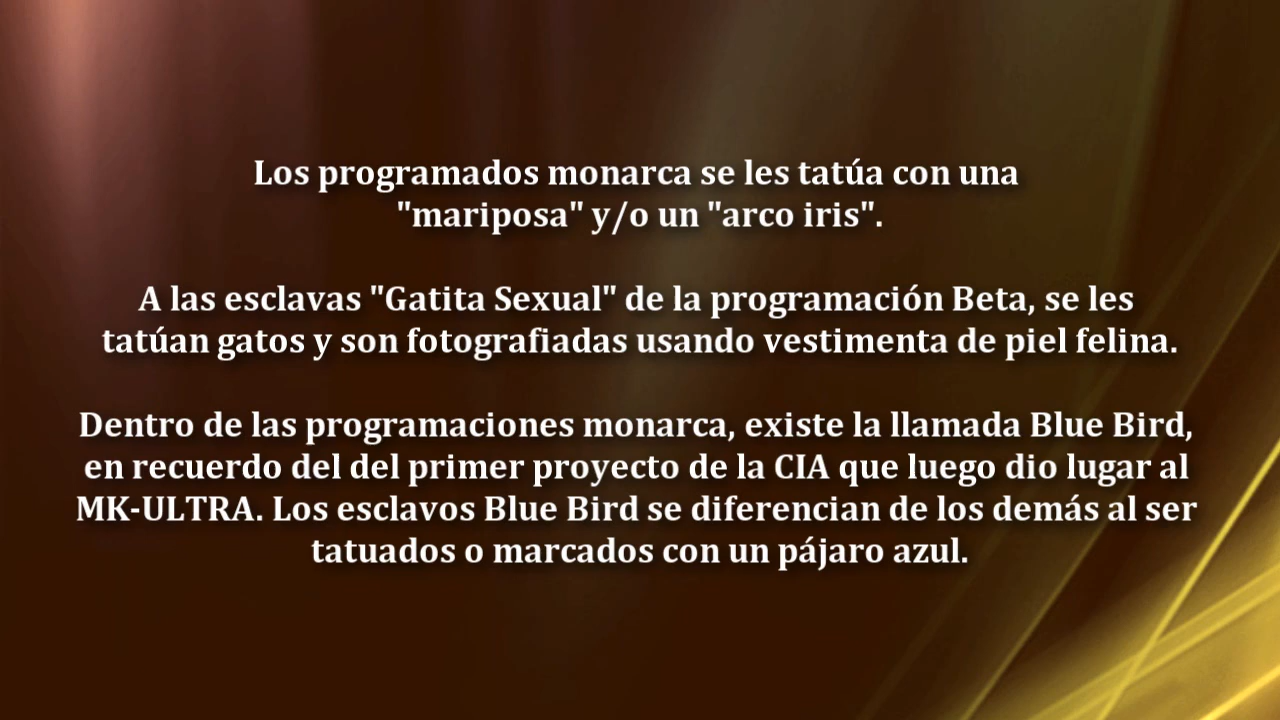 Los programados monarca se les tatúa con una
"mariposa" y/o un "arco iris".
A las esclavas "Gatita Sexual" de la programación Beta, se les
tatúan gatos y son fotografiadas usando vestimenta de piel felina.
Dentro de las programaciones monarca, existe la llamada Blue Bird,
en recuerdo del del primer proyecto de la CIA que luego dio lugar al
MK-ULTRA. Los esclavos Blue Bird se diferencian de los demás al ser
tatuados o marcados con un pájaro azul.